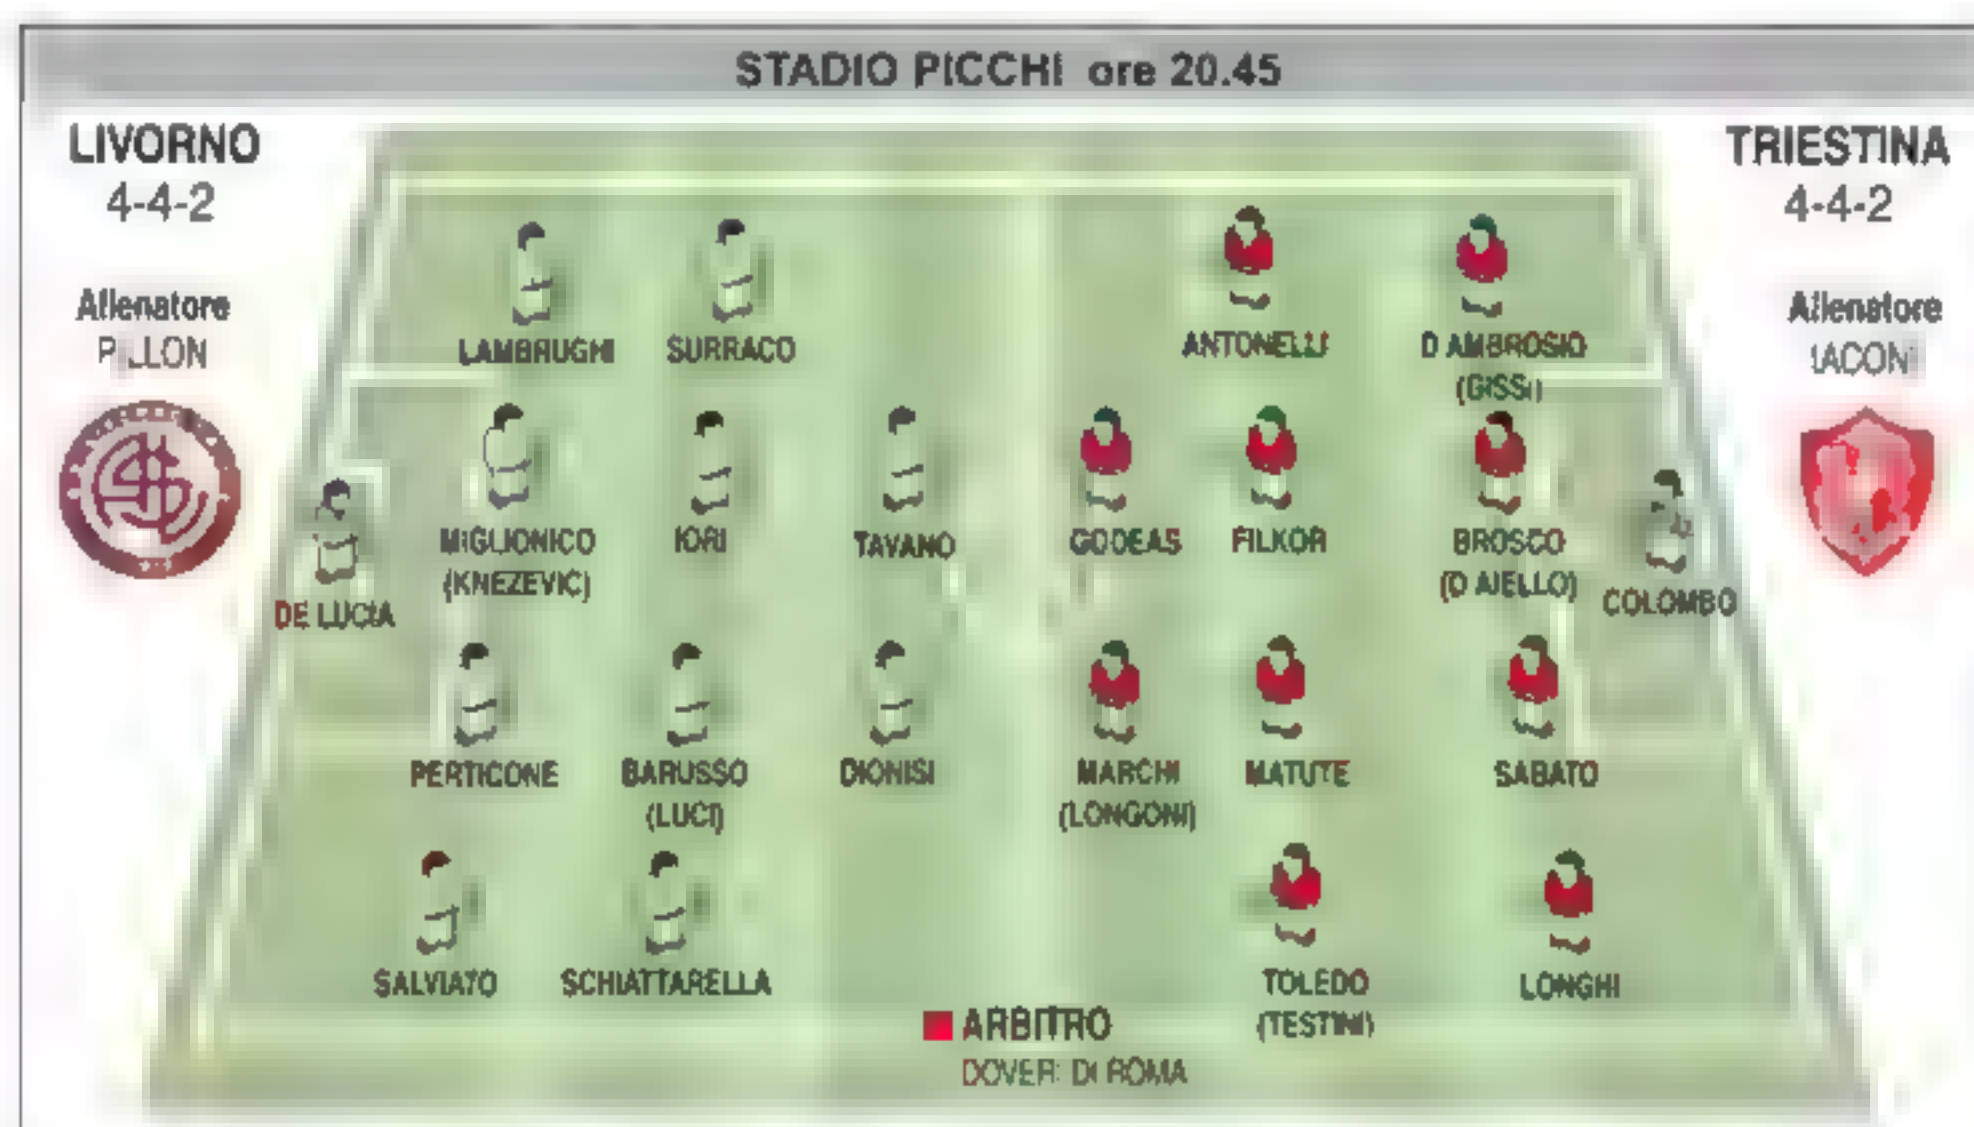 STADIO PICCHI ore 20.45
LIVORNO
4-4-2
Allenatore
PILLON
TRIESTINA
4-4-2
Allenatore
IACONI
LAMBRUGHI
SURRACO
ANTONELLI
D AMBROSIO
(GISSI)
MIGLIONICO
(KNEZEVIC)
IORI
TAVANO
GODEAS
FILKOR
BROSCO
(D AIELLO)
DE LUCIA
COLOMBO
PERTICONE
BARUSSO
(LUCI)
DIONISI
MARCHI
(LONGONI)
MATUTE
SABATO
SALVIATO
SCHIATTARELLA
TOLEDO
(TESTINI)
LONGHI
ARBITRO
DOVERI DI ROMA